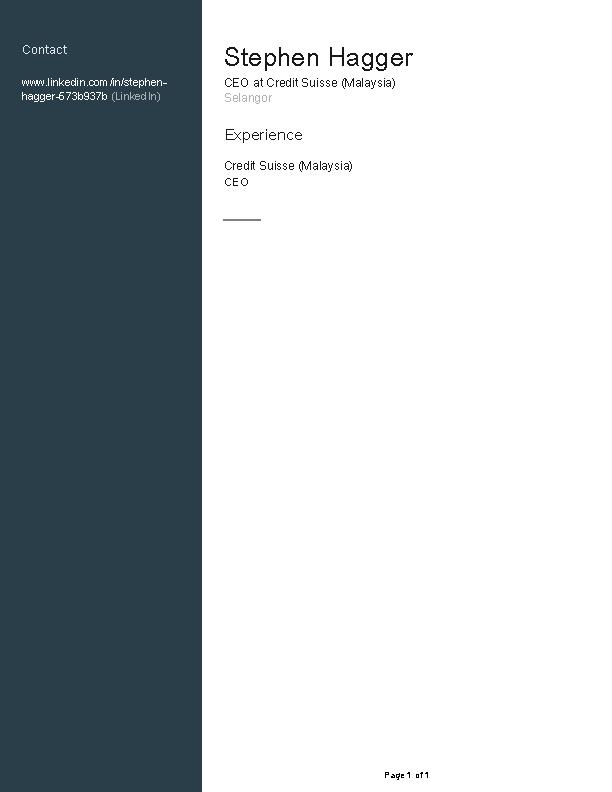 Contact
www.linkedin.com/in/stephen-
hagger-573b937b (LinkedIn)
Stephen Hagger
CEO at Credit Suisse (Malaysia)
Selangor
Experience
Credit Suisse (Malaysia)
CEO
Page 1 of 1